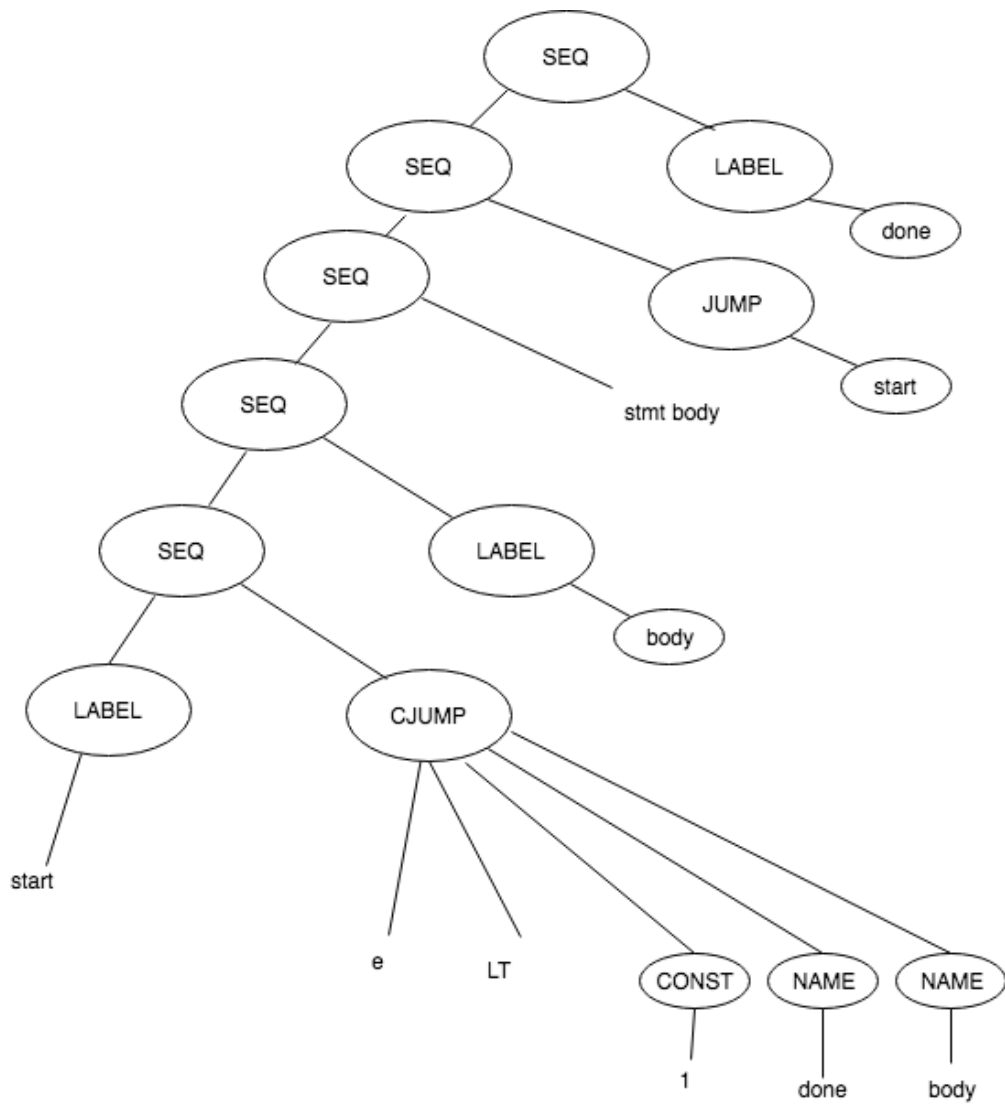 SEQ
SEQ
LABEL
done
SEQ
JUMP
start
SEQ
stmt body
SEQ
LABEL
body
LABEL
CJUMP
start
e
LT
CONST
NAME
NAME
1
done
body